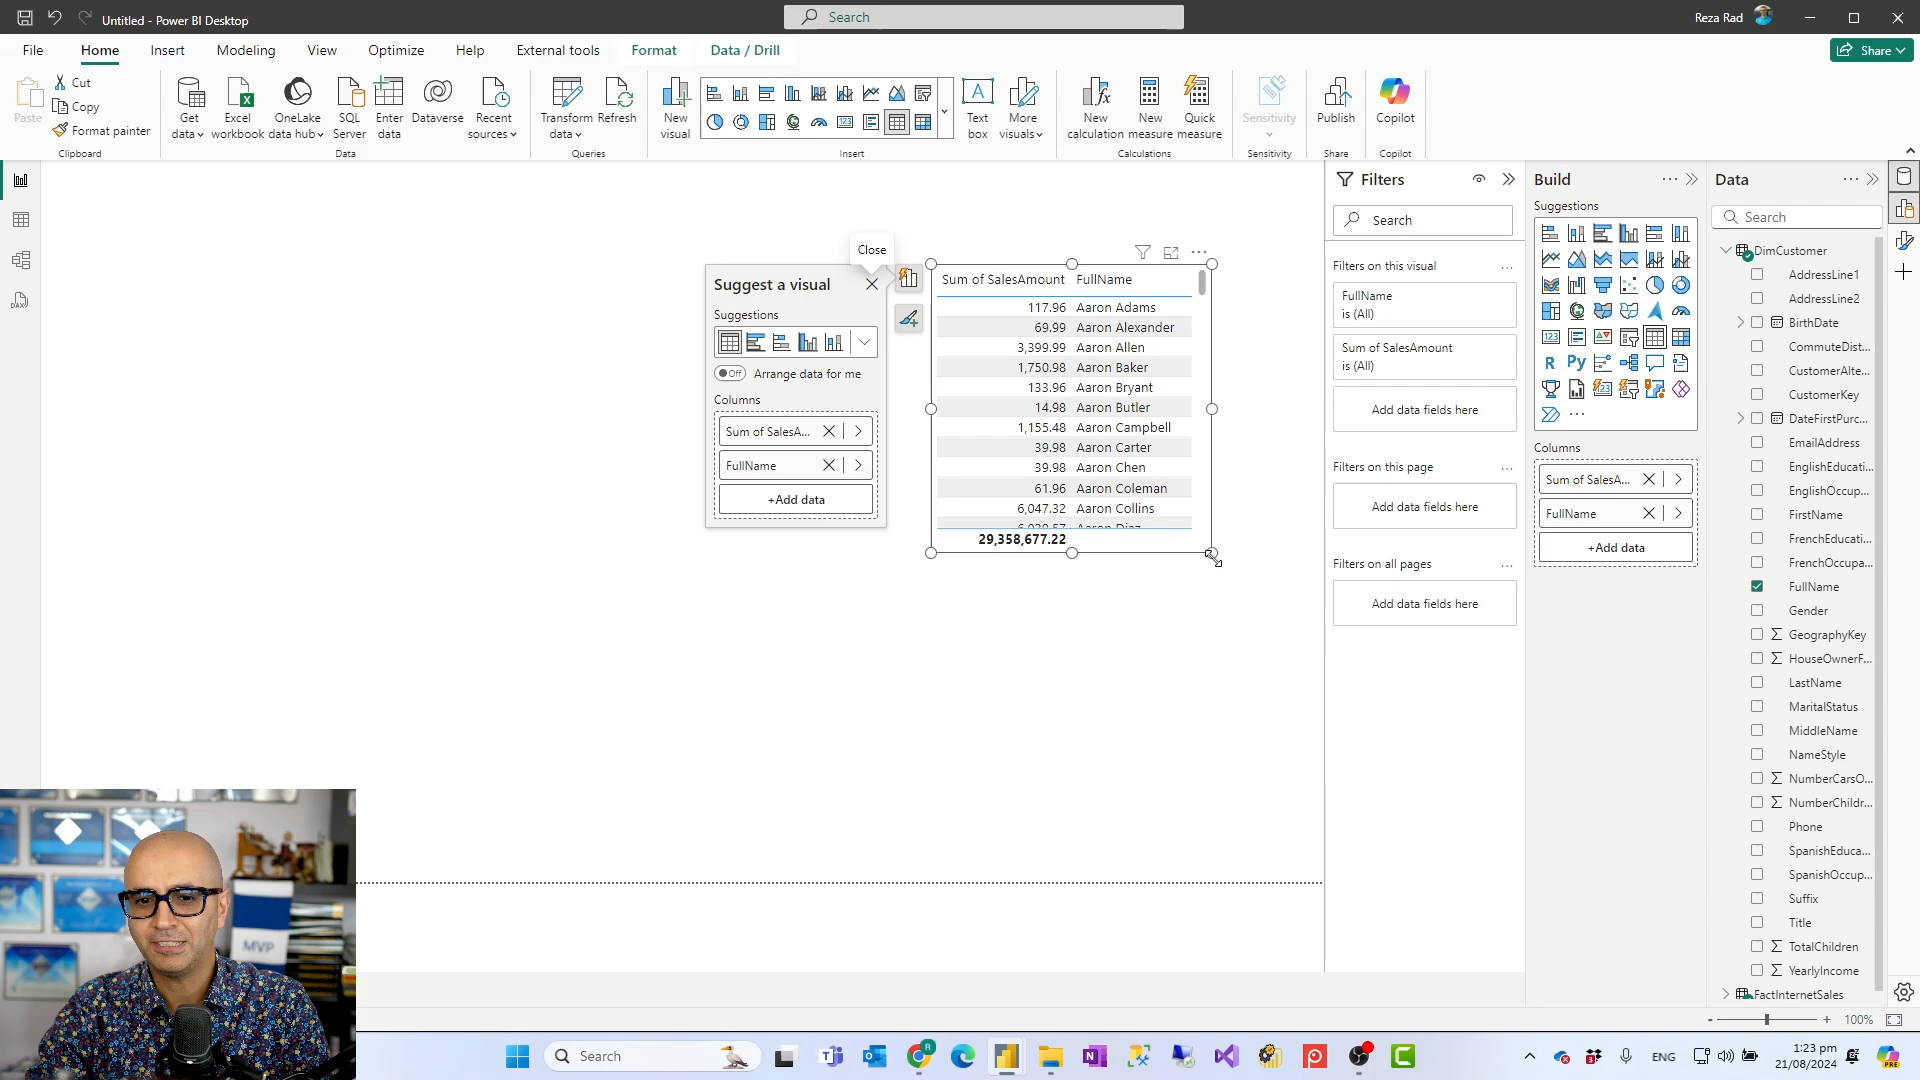 Untitled - Power BI Desktop
Search
Reza Rad
File
Home
Insert
Modeling
View
Optimize
Help
External tools
Format
Data / Drill
Share
Paste
Cut
Copy
Format painter
Clipboard
Get data
Excel workbook
OneLake data hub
SQL Server
Enter data
Dataverse
Recent sources
Data
Transform data
Refresh
Queries
New visual
Text box
More visuals
Insert
New calculation
New measure
Quick measure
Calculations
Sensitivity
Sensitivity
Publish
Share
Copilot
Copilot
DAX
Close
Suggest a visual
Suggestions
Off Arrange data for me
Columns
Sum of SalesA...
FullName
+Add data
Sum of SalesAmount FullName
117.96 Aaron Adams
69.99 Aaron Alexander
3,399.99 Aaron Allen
1,750.98 Aaron Baker
133.96 Aaron Bryant
14.98 Aaron Butler
1,155.48 Aaron Campbell
39.98 Aaron Carter
39.98 Aaron Chen
61.96 Aaron Coleman
6,047.32 Aaron Collins
Aaron Diaz
29,358,677.22
Filters
Search
Filters on this visual ...
FullName
is (All)
Sum of SalesAmount
is (All)
Add data fields here
Filters on this page ...
Add data fields here
Filters on all pages ...
Add data fields here
Build
Suggestions
R Py
123
Columns
Sum of SalesA...
FullName
+Add data
Data
Search
DimCustomer
AddressLine1
AddressLine2
BirthDate
CommuteDist...
CustomerAlte...
CustomerKey
DateFirstPurc...
EmailAddress
EnglishEducati...
EnglishOccup...
FirstName
FrenchEducati...
FrenchOccupa...
FullName
Gender
GeographyKey
HouseOwnerF...
LastName
MaritalStatus
MiddleName
NameStyle
NumberCarsO...
NumberChildr...
Phone
SpanishEduca...
SpanishOccup...
Suffix
Title
TotalChildren
YearlyIncome
FactInternetSales
MVP
- + 100%
Search
ENG
1:23 pm
21/08/2024
PRE